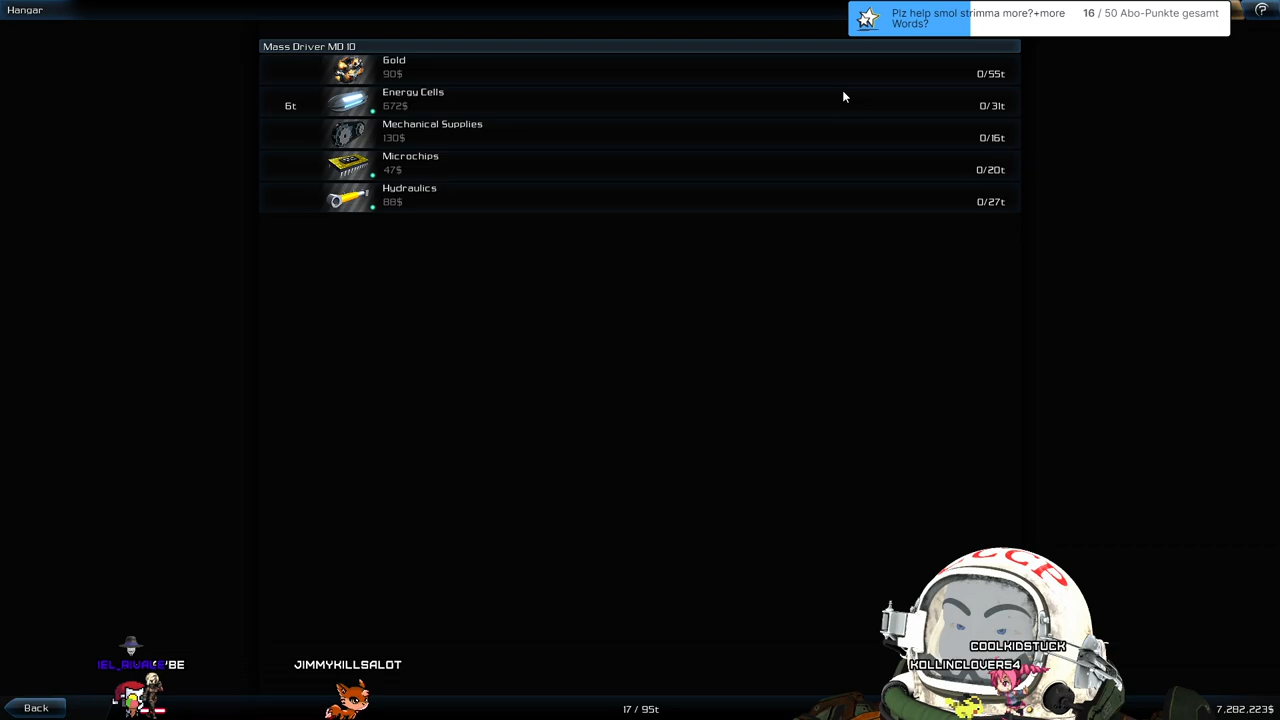 Hangar
Plz help smol strimma more?+more
Words?
16 / 50 Abo-Punkte gesamt
Mass Driver MD 10
Gold
90$
0/55t
6t
Energy Cells
672$
0/31t
Mechanical Supplies
130$
0/16t
Microchips
47$
0/20t
Hydraulics
88$
0/27t
CCCP
COOLKIDSTUCK
KOLLINCLOVER54
JIMMYKILLSALOT
Back
17 / 95t
7.282.223$